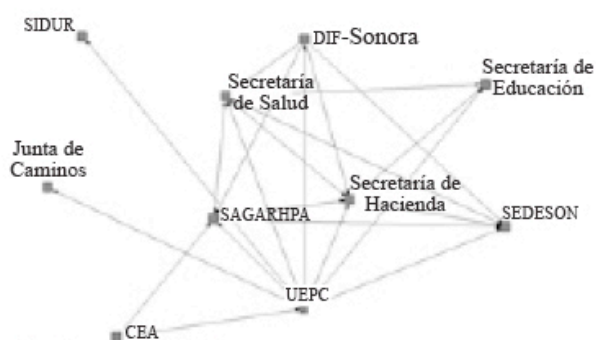 SIDUR
DIF-Sonora
Secretaría de
Educación
Secretaría
de Salud
Junta de
Caminos
Secretaría de
Hacienda
SAGARHPA
SEDESON
UEPC
CEA